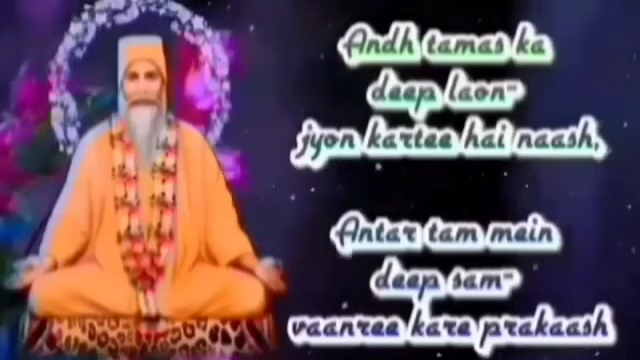 Andh tamas ka
deep laon-
jyon kartee hai naash,
Antar tam mein
deep sam-
vaanree kare prakaash